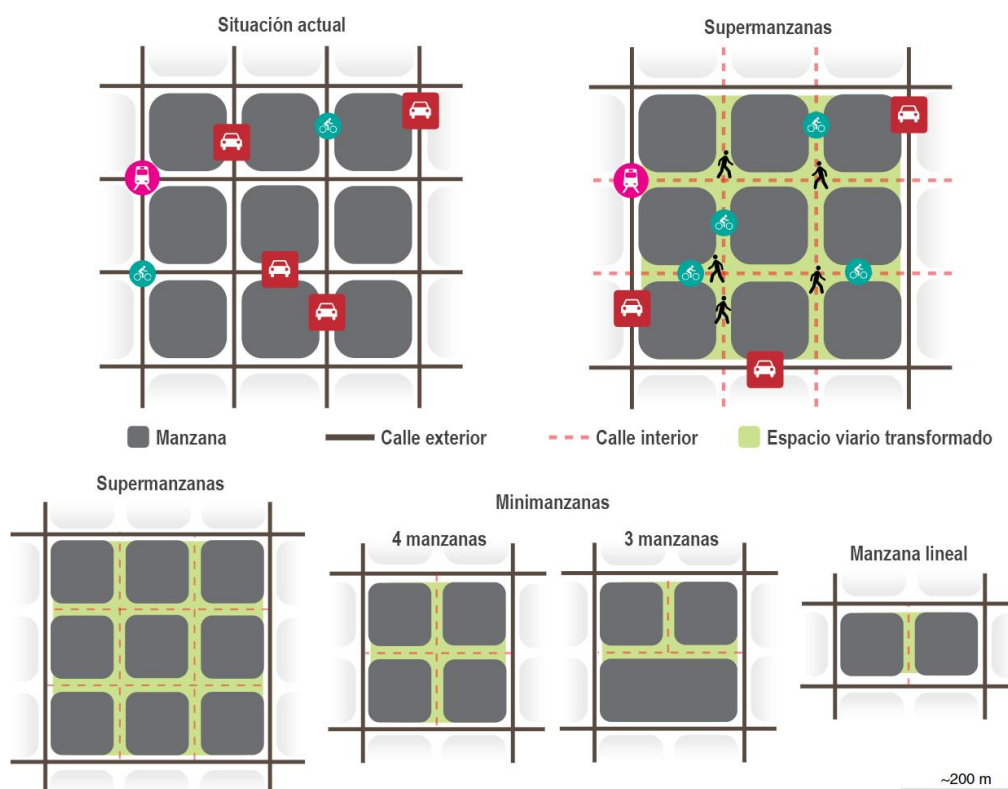 Situación actual
Supermanzanas
Manzana
Calle exterior
Calle interior
Espacio viario transformado
Supermanzanas
Minimanzanas
4 manzanas
3 manzanas
Manzana lineal
~200 m